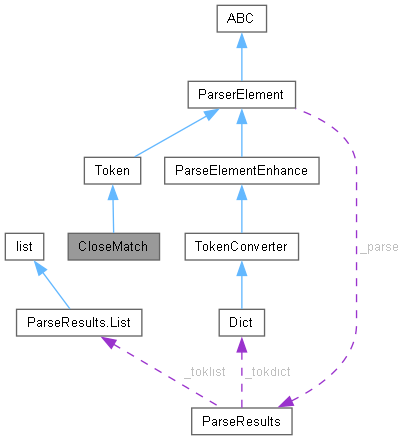 ABC
ParserElement
Token
ParseElementEnhance
_parse
list
CloseMatch
TokenConverter
ParseResults.List
Dict
_toklist
_tokdict
ParseResults